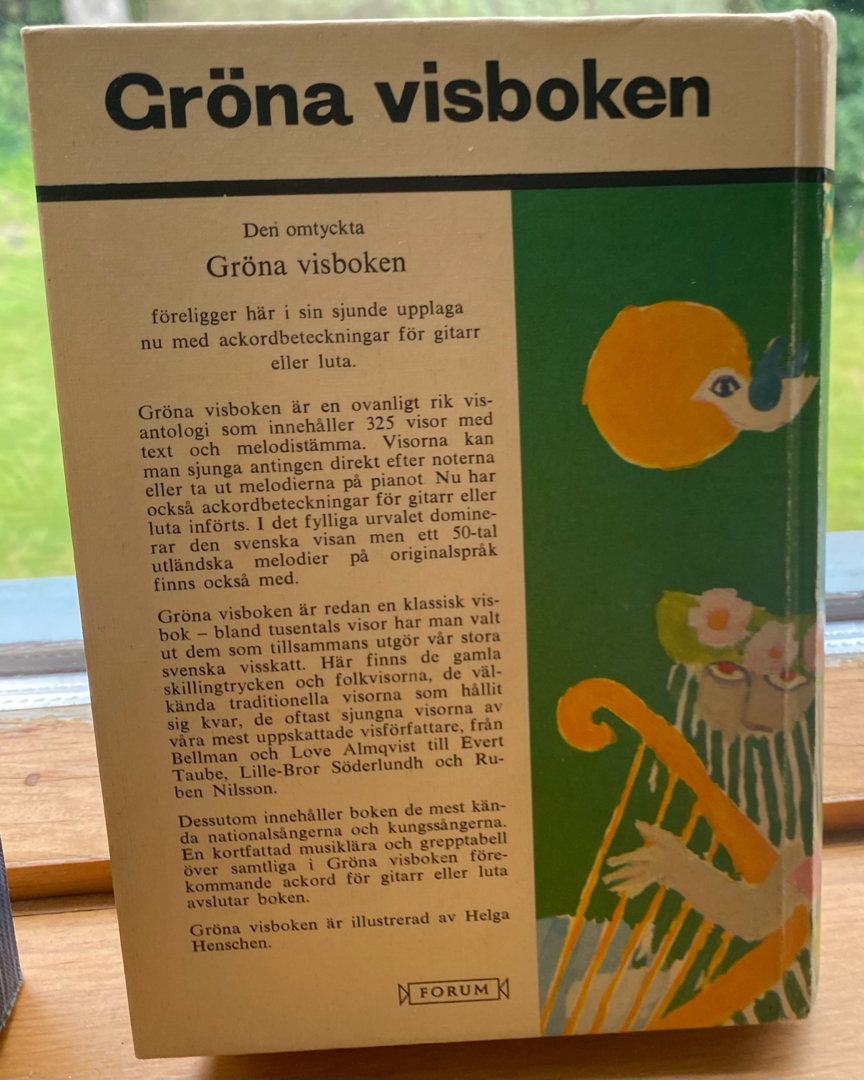 Gröna visboken
Den omtyckta
Gröna visboken
föreligger här i sin sjunde upplaga
nu med ackordbeteckningar för gitarr
eller luta.
Gröna visboken är en ovanligt rik vis-
antologi som innehåller 325 visor med
text och melodistämma. Visorna kan
man sjunga antingen direkt efter noterna
eller ta ut melodierna på pianot Nu har
också ackordbeteckningar för gitarr eller
luta införts. I det fylliga urvalet domine-
rar den svenska visan men ett 50-tal
utländska melodier på originalspråk
finns också med.
Gröna visboken är redan en klassisk vis-
bok – bland tusentals visor har man valt
ut dem som tillsammans utgör vår stora
svenska visskatt. Här finns de gamla
skillingtrycken och folkvisorna, de väl-
kända traditionella visorna som hållit
sig kvar, de oftast sjungna visorna av
våra mest uppskattade visförfattare, från
Bellman och Love Almqvist till Evert
Taube, Lille-Bror Söderlundh och Ru-
ben Nilsson.
Dessutom innehåller boken de mest kän-
da nationalsångerna och kungssångerna.
En kortfattad musiklära och grepptabell
över samtliga i Gröna visboken före-
kommande ackord för gitarr eller luta
avslutar boken.
Gröna visboken är illustrerad av Helga
Henschen.
FORUM